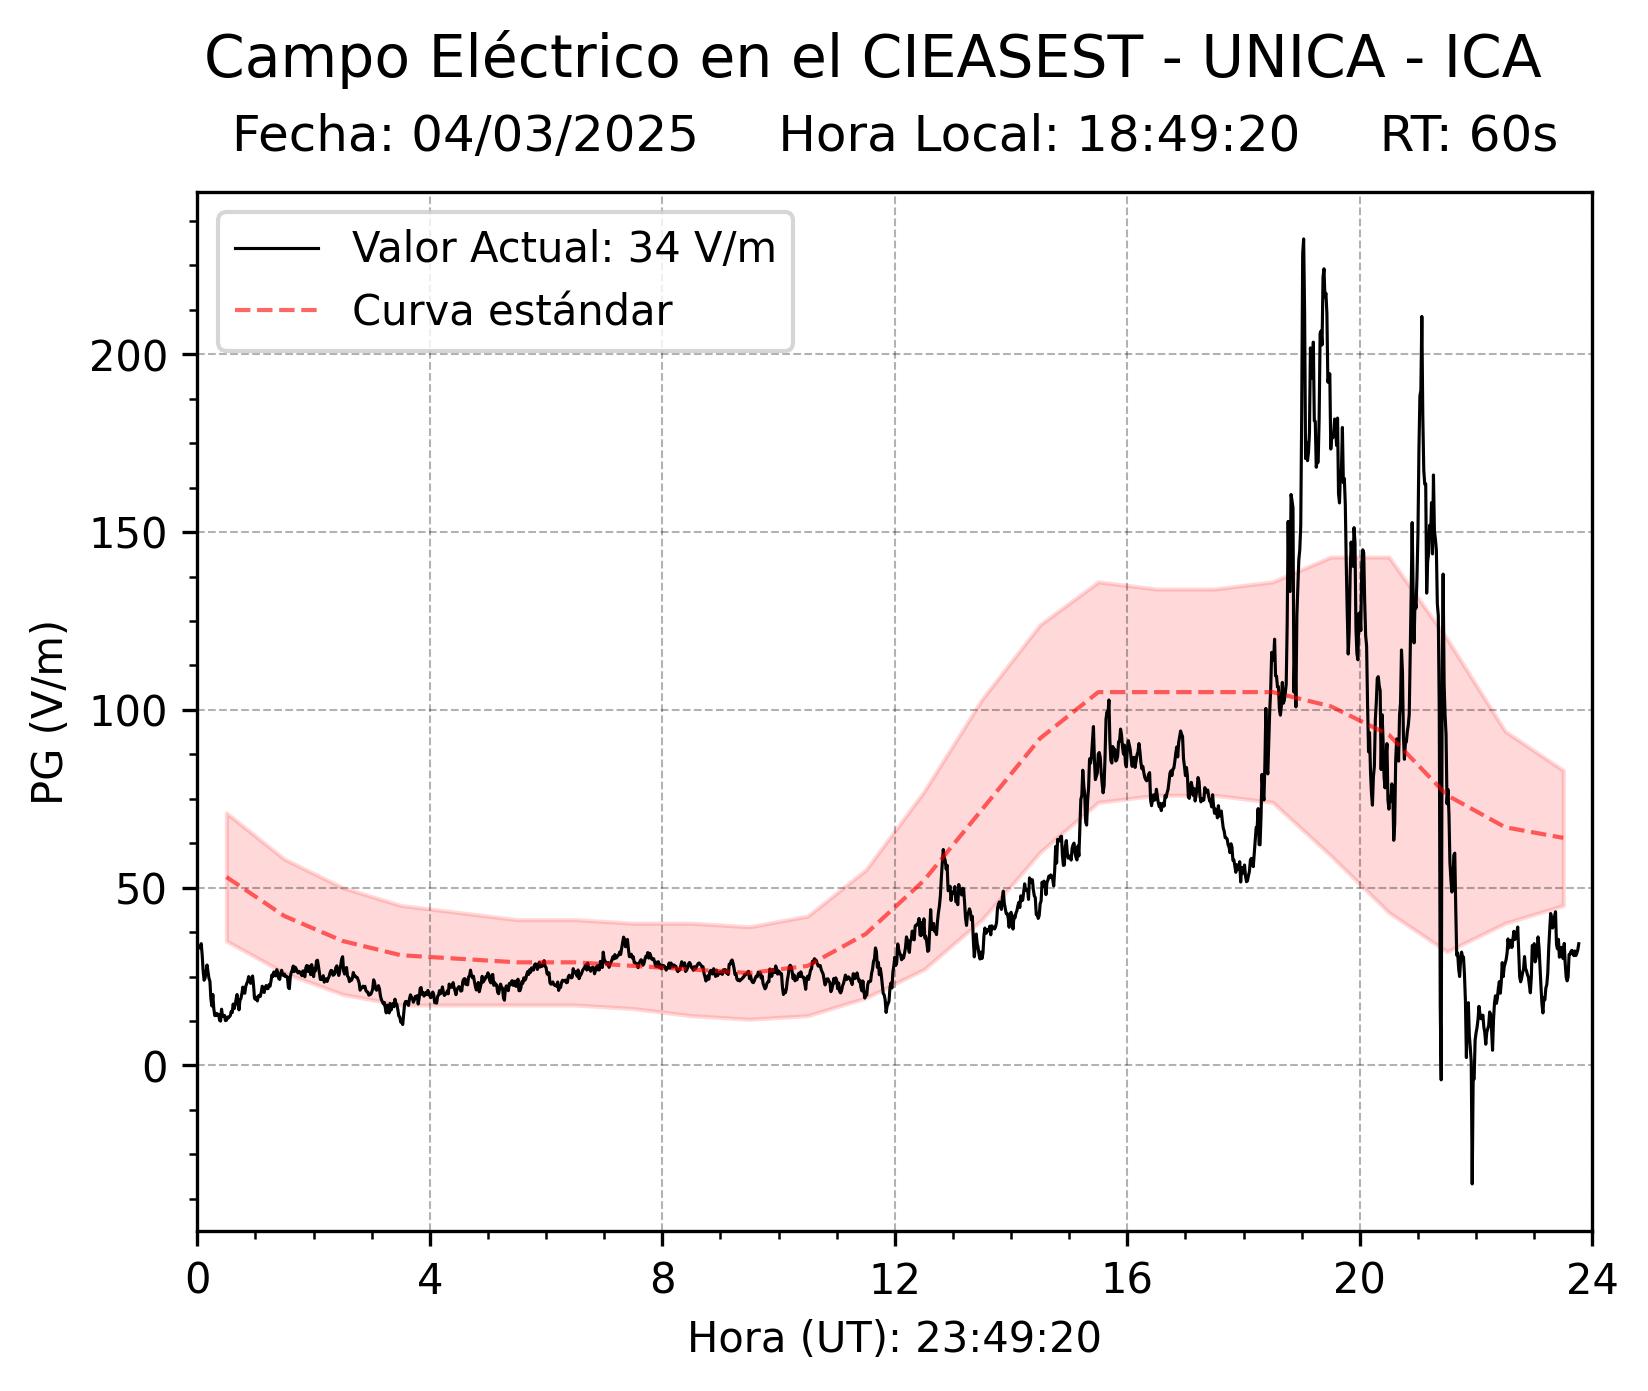 Campo Eléctrico en el CIEASEST - UNICA - ICA
Fecha: 04/03/2025 Hora Local: 18:49:20 RT: 60s
Valor Actual: 34 V/m
Curva estándar
PG (V/m)
200
150
100
50
0
0 4 8 12 16 20 24
Hora (UT): 23:49:20